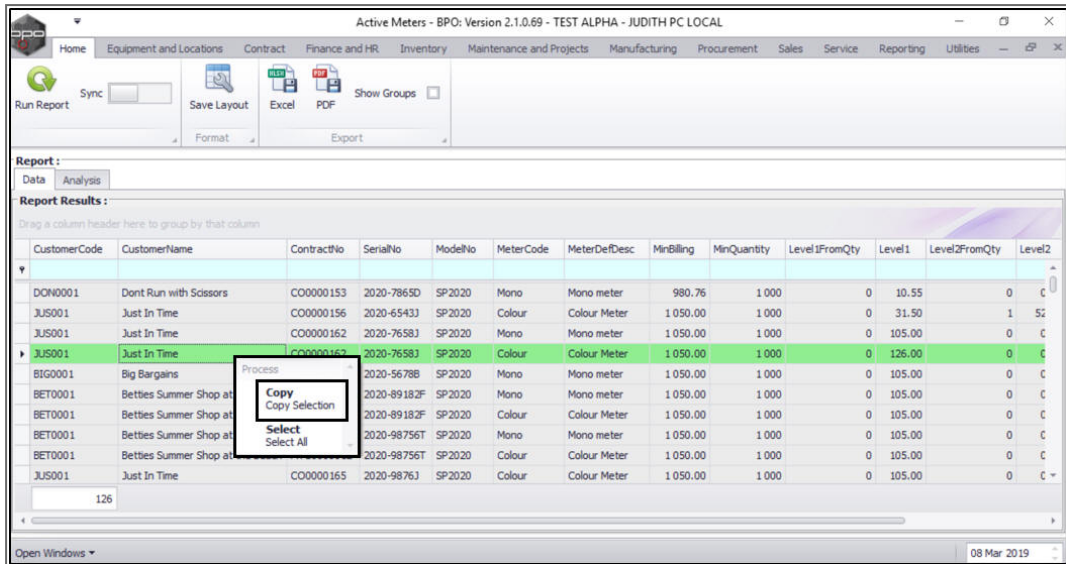 Active Meters - BPO: Version 2.1.0.69 - TEST ALPHA - JUDITH PC LOCAL
bpo
Home Equipment and Locations Contract Finance and HR Inventory Maintenance and Projects Manufacturing Procurement Sales Service Reporting Utilities
Run Report Sync Save Layout Excel PDF Show Groups
Format Export
Report :
Data Analysis
Report Results :
Drag a column header here to group by that column
CustomerCode CustomerName ContractNo SerialNo ModelNo MeterCode MeterDefDesc MinBilling MinQuantity Level1FromQty Level1 Level2FromQty Level2
DON0001 Dont Run with Scissors CO0000153 2020-7865D SP2020 Mono Mono meter 980.76 1 000 0 10.55 0
JUS001 Just In Time CO0000156 2020-6543J SP2020 Colour Colour Meter 1 050.00 1 000 0 31.50 1 52
JUS001 Just In Time CO0000162 2020-7658J SP2020 Mono Mono meter 1 050.00 1 000 0 105.00 0
JUS001 Just In Time CO0000162 2020-7658J SP2020 Colour Colour Meter 1 050.00 1 000 0 126.00 0
BIG0001 Big Bargains 2020-5678B SP2020 Mono Mono meter 1 050.00 1 000 0 105.00 0
BET0001 Betties Summer Shop at 2020-89182F SP2020 Mono Mono meter 1 050.00 1 000 0 105.00 0
BET0001 Betties Summer Shop at 2020-89182F SP2020 Colour Colour Meter 1 050.00 1 000 0 105.00 0
BET0001 Betties Summer Shop at 2020-98756T SP2020 Mono Mono meter 1 050.00 1 000 0 105.00 0
BET0001 Betties Summer Shop at 2020-98756T SP2020 Colour Colour Meter 1 050.00 1 000 0 105.00 0
JUS001 Just In Time CO0000165 2020-9876J SP2020 Colour Colour Meter 1 050.00 1 000 0 105.00 0
Process
Copy
Copy Selection
Select
Select All
126
Open Windows 08 Mar 2019